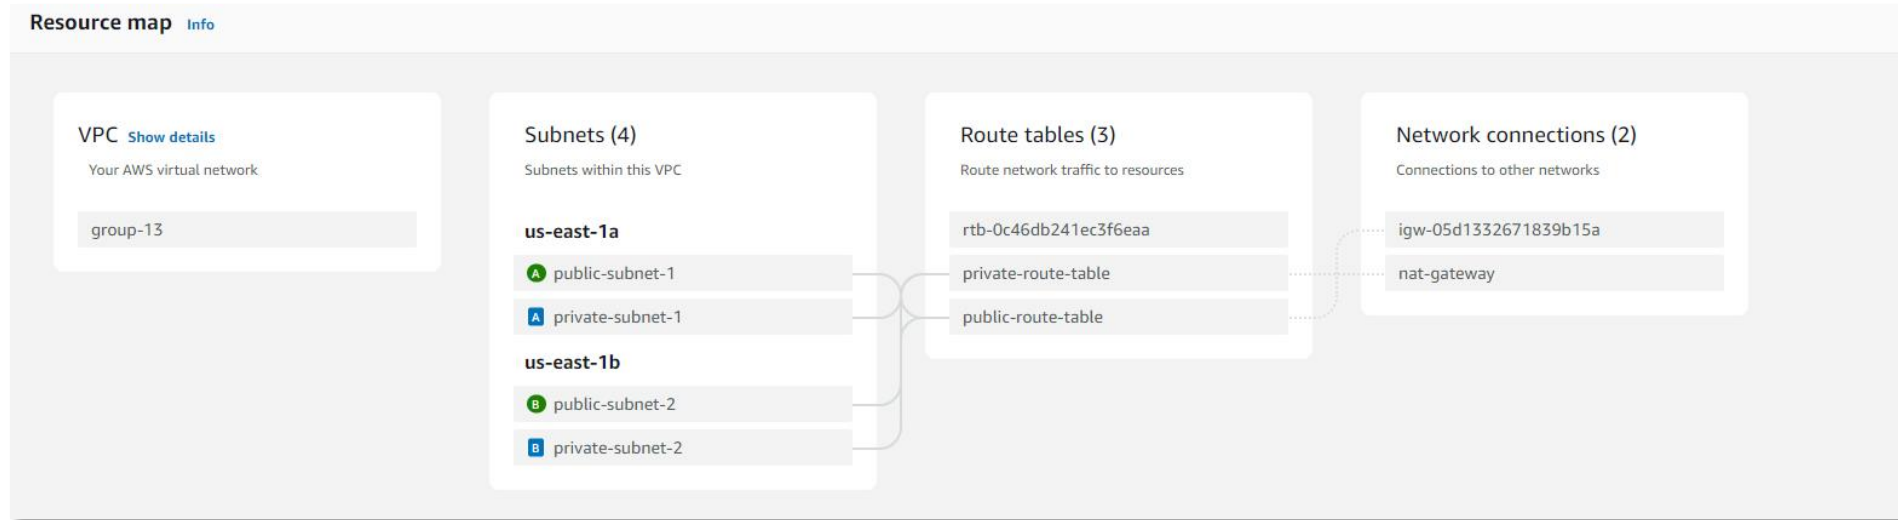 Resource map Info
VPC Show details
Your AWS virtual network
group-13
Subnets (4)
Subnets within this VPC
us-east-1a
A public-subnet-1
A private-subnet-1
us-east-1b
B public-subnet-2
B private-subnet-2
Route tables (3)
Route network traffic to resources
rtb-0c46db241ec3f6eaa
private-route-table
public-route-table
Network connections (2)
Connections to other networks
igw-05d1332671839b15a
nat-gateway